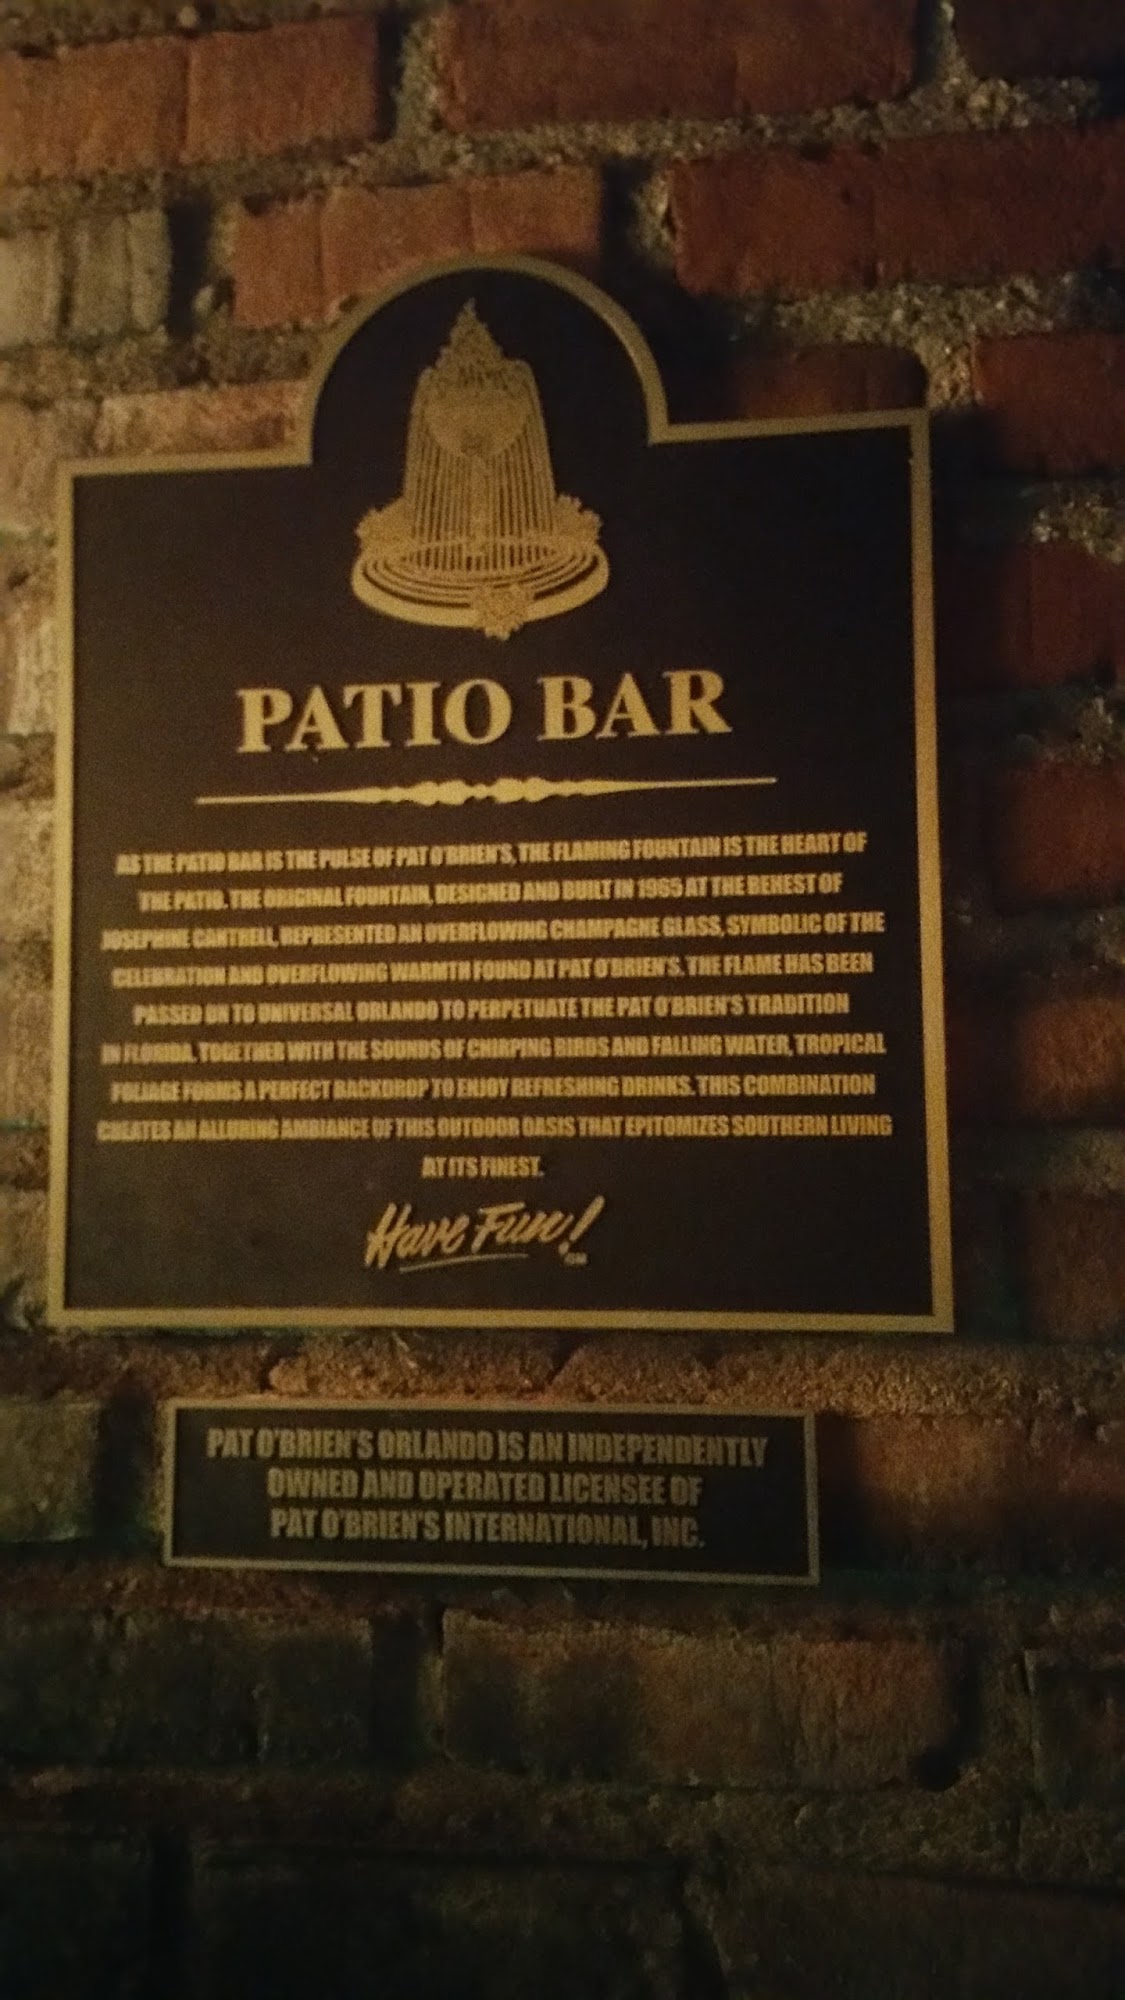 PATIO BAR
AS THE PATIO BAR IS THE PULSE OF PAT O'BRIEN'S, THE FLAMING FOUNTAIN IS THE HEART OF
THE PATIO. THE ORIGINAL FOUNTAIN, DESIGNED AND BUILT IN 1965 AT THE BEHEST OF
JOSEPHINE CANTRELL, REPRESENTED AN OVERFLOWING CHAMPAGNE GLASS, SYMBOLIC OF THE
CELEBRATION AND OVERFLOWING WARMTH FOUND AT PAT O'BRIEN'S. THE FLAME HAS BEEN
PASSED ON TO UNIVERSAL ORLANDO TO PERPETUATE THE PAT O'BRIEN'S TRADITION
IN FLORIDA. TOGETHER WITH THE SOUNDS OF CHIRPING BIRDS AND FALLING WATER, TROPICAL
FOLIAGE FORMS A PERFECT BACKDROP TO ENJOY REFRESHING DRINKS. THIS COMBINATION
CREATES AN ALLURING AMBIANCE OF THIS OUTDOOR OASIS THAT EPITOMIZES SOUTHERN LIVING
AT ITS FINEST.
Have Fun!
PAT O'BRIEN'S ORLANDO IS AN INDEPENDENTLY
OWNED AND OPERATED LICENSEE OF
PAT O'BRIEN'S INTERNATIONAL, INC.